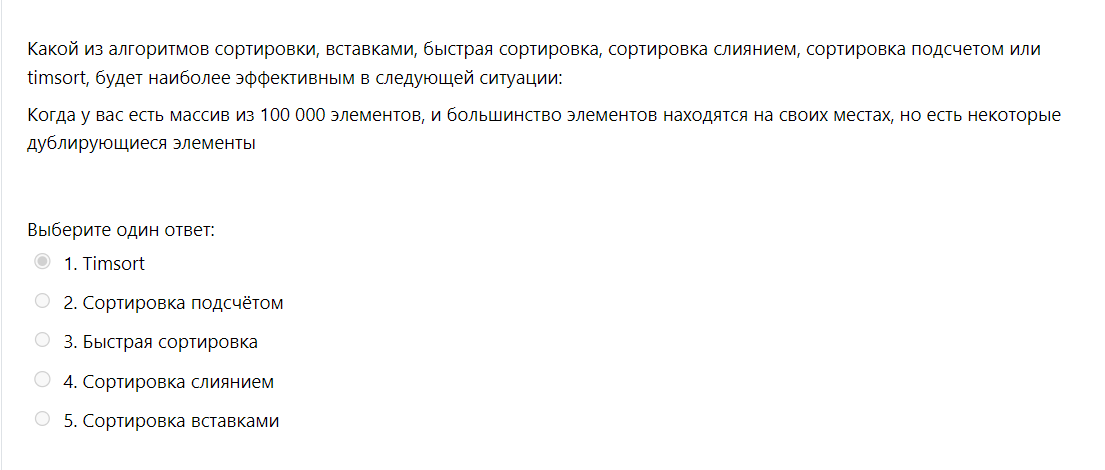 Какой из алгоритмов сортировки, вставками, быстрая сортировка, сортировка слиянием, сортировка подсчетом или
timsort, будет наиболее эффективным в следующей ситуации:
Когда у вас есть массив из 100 000 элементов, и большинство элементов находятся на своих местах, но есть некоторые
дублирующиеся элементы
Выберите один ответ:
1. Timsort
2. Сортировка подсчётом
3. Быстрая сортировка
4. Сортировка слиянием
5. Сортировка вставками